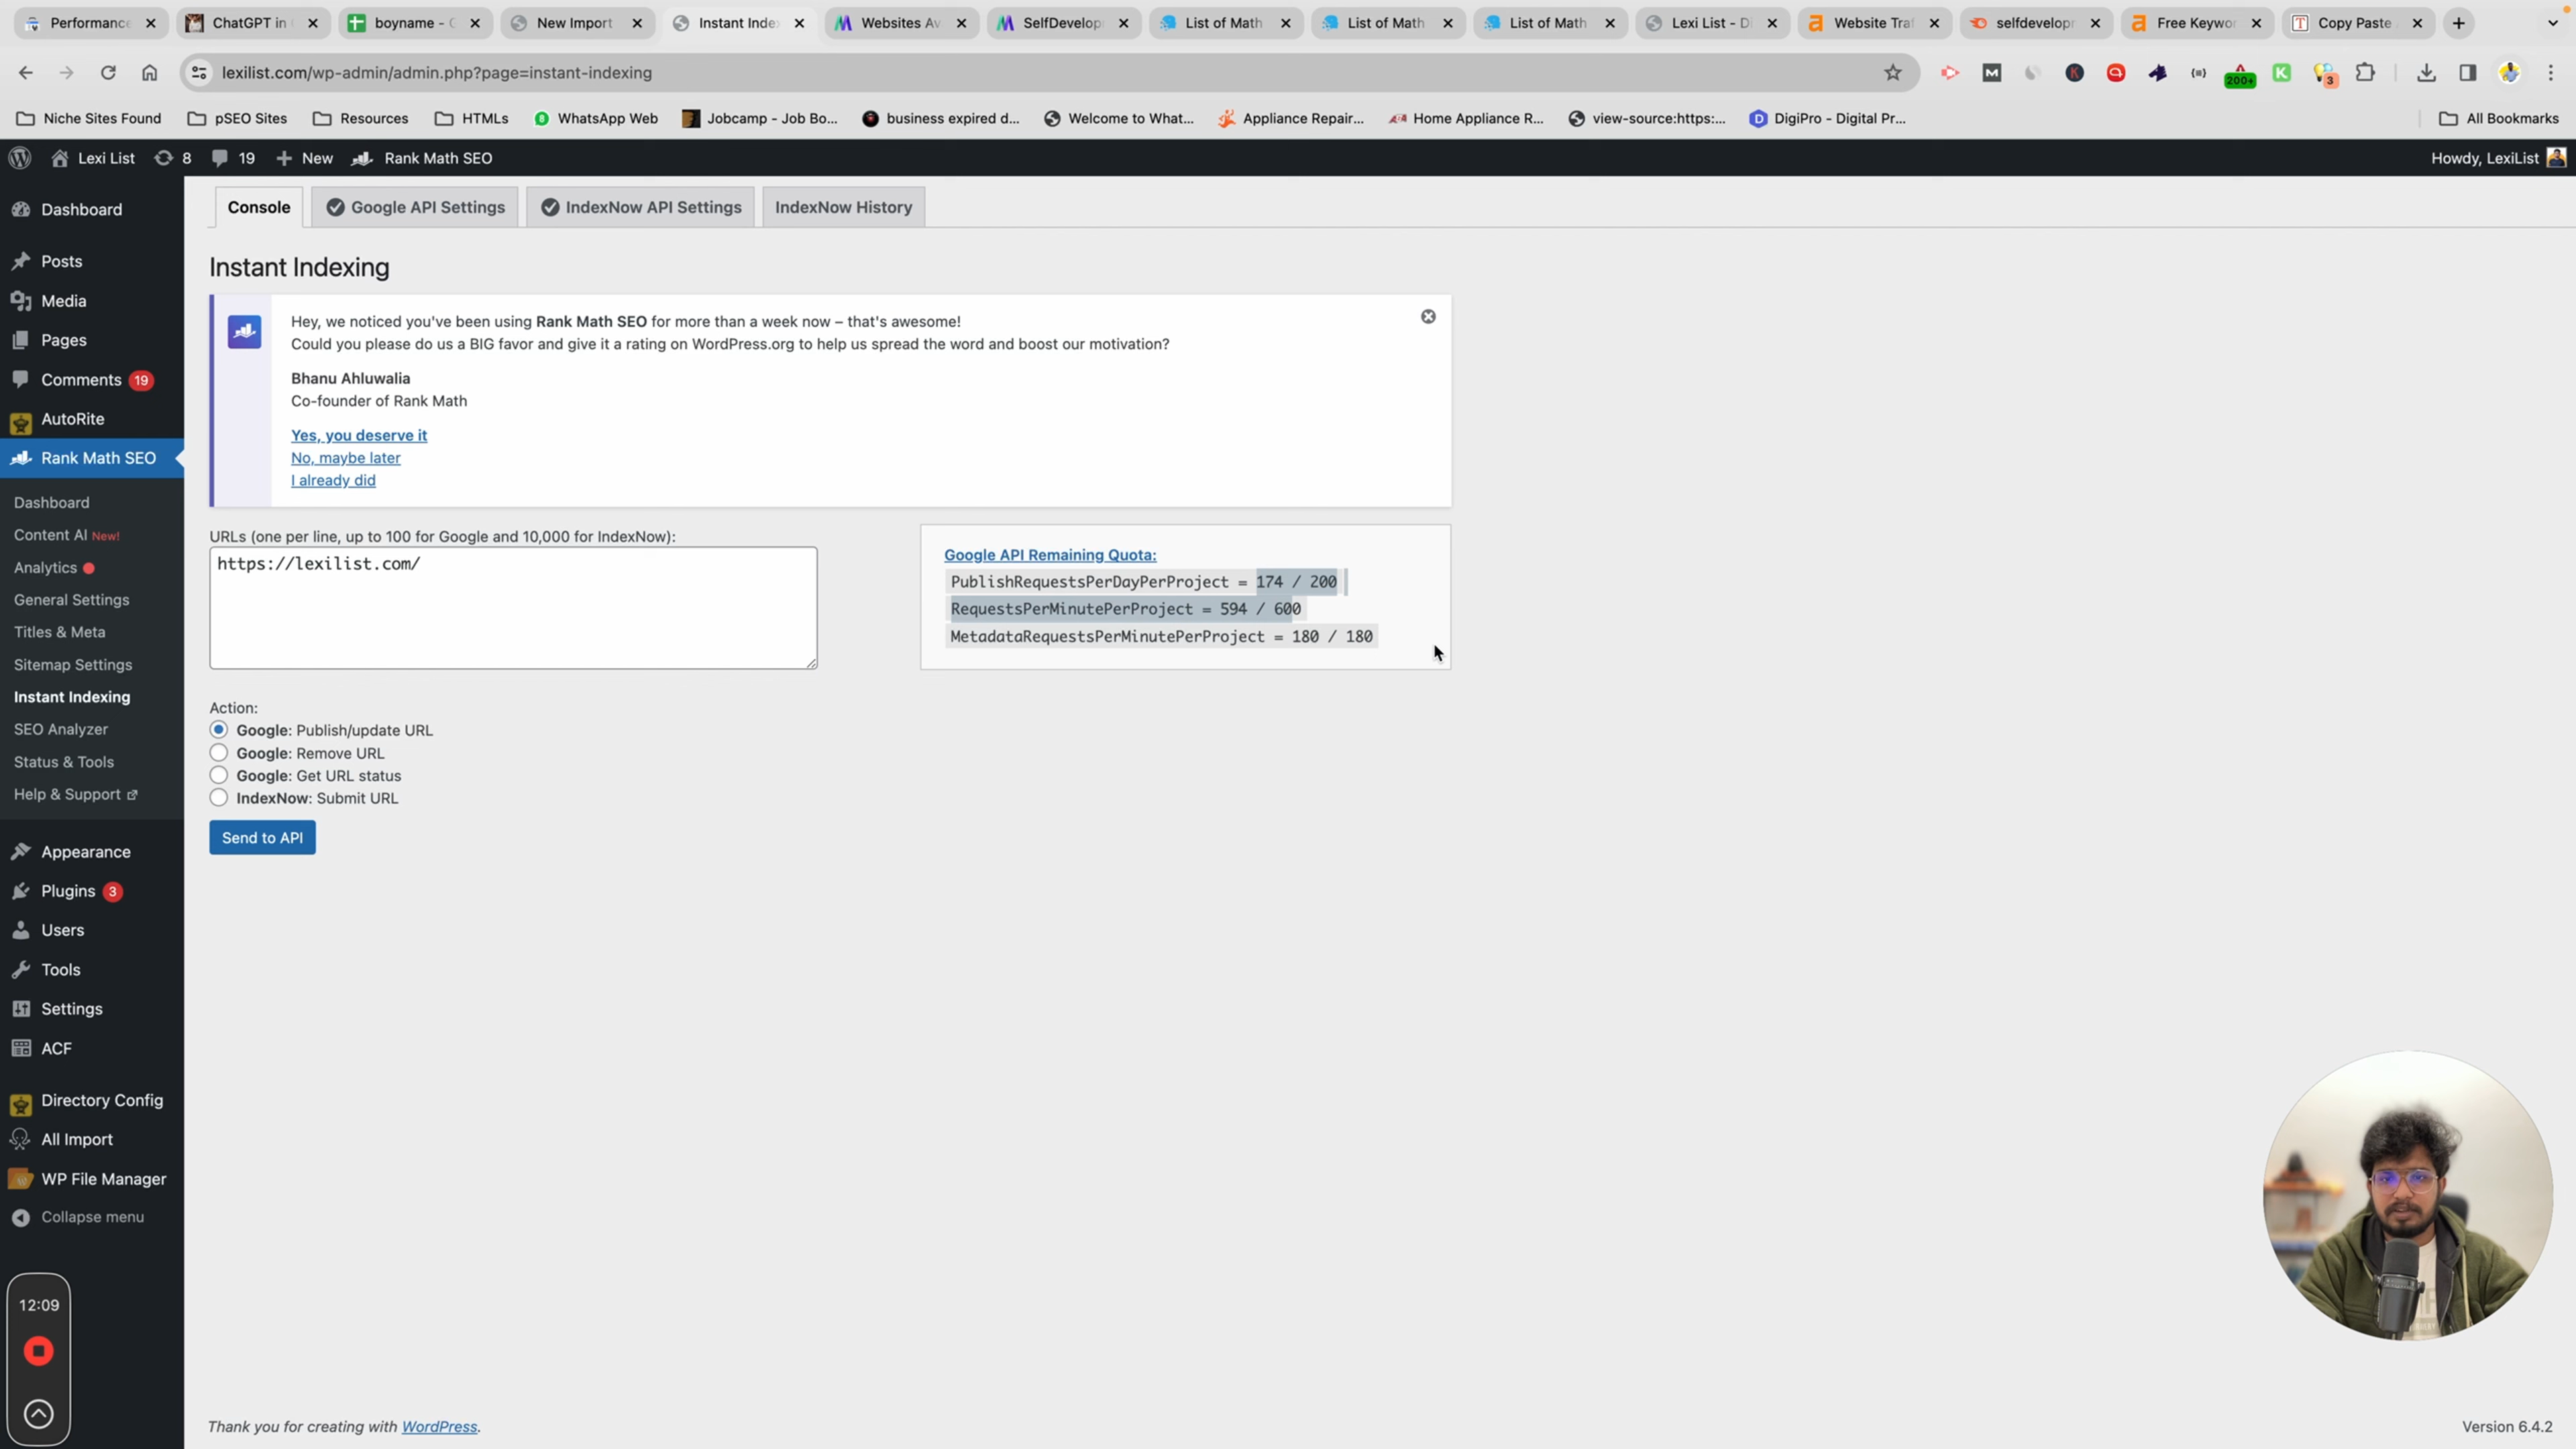 Performance
ChatGPT in
boyname - G
New Import
Instant Inde
Websites Av
SelfDevelop
List of Math
List of Math
List of Math
Lexi List - Di
Website Traf
selfdevelopr
Free Keywor
Copy Paste
lexilist.com/wp-admin/admin.php?page=instant-indexing
200+
3
Niche Sites Found
pSEO Sites
Resources
HTMLs
WhatsApp Web
Jobcamp - Job Bo...
business expired d...
Welcome to What...
Appliance Repair...
Home Appliance R...
view-source:https:...
DigiPro - Digital Pr...
All Bookmarks
Lexi List
8
19
New
Rank Math SEO
Howdy, LexiList
Dashboard
Posts
Media
Pages
Comments 19
AutoRite
Rank Math SEO
Dashboard
Content AI New!
Analytics
General Settings
Titles & Meta
Sitemap Settings
Instant Indexing
SEO Analyzer
Status & Tools
Help & Support
Appearance
Plugins 3
Users
Tools
Settings
ACF
Directory Config
All Import
WP File Manager
Collapse menu
12:09
Console
Google API Settings
IndexNow API Settings
IndexNow History
Instant Indexing
Hey, we noticed you've been using Rank Math SEO for more than a week now – that's awesome!
Could you please do us a BIG favor and give it a rating on WordPress.org to help us spread the word and boost our motivation?
Bhanu Ahluwalia
Co-founder of Rank Math
Yes, you deserve it
No, maybe later
I already did
URLs (one per line, up to 100 for Google and 10,000 for IndexNow):
https://lexilist.com/
Google API Remaining Quota:
PublishRequestsPerDayPerProject = 174 / 200
RequestsPerMinutePerProject = 594 / 600
MetadataRequestsPerMinutePerProject = 180 / 180
Action:
Google: Publish/update URL
Google: Remove URL
Google: Get URL status
IndexNow: Submit URL
Send to API
Thank you for creating with WordPress.
Version 6.4.2